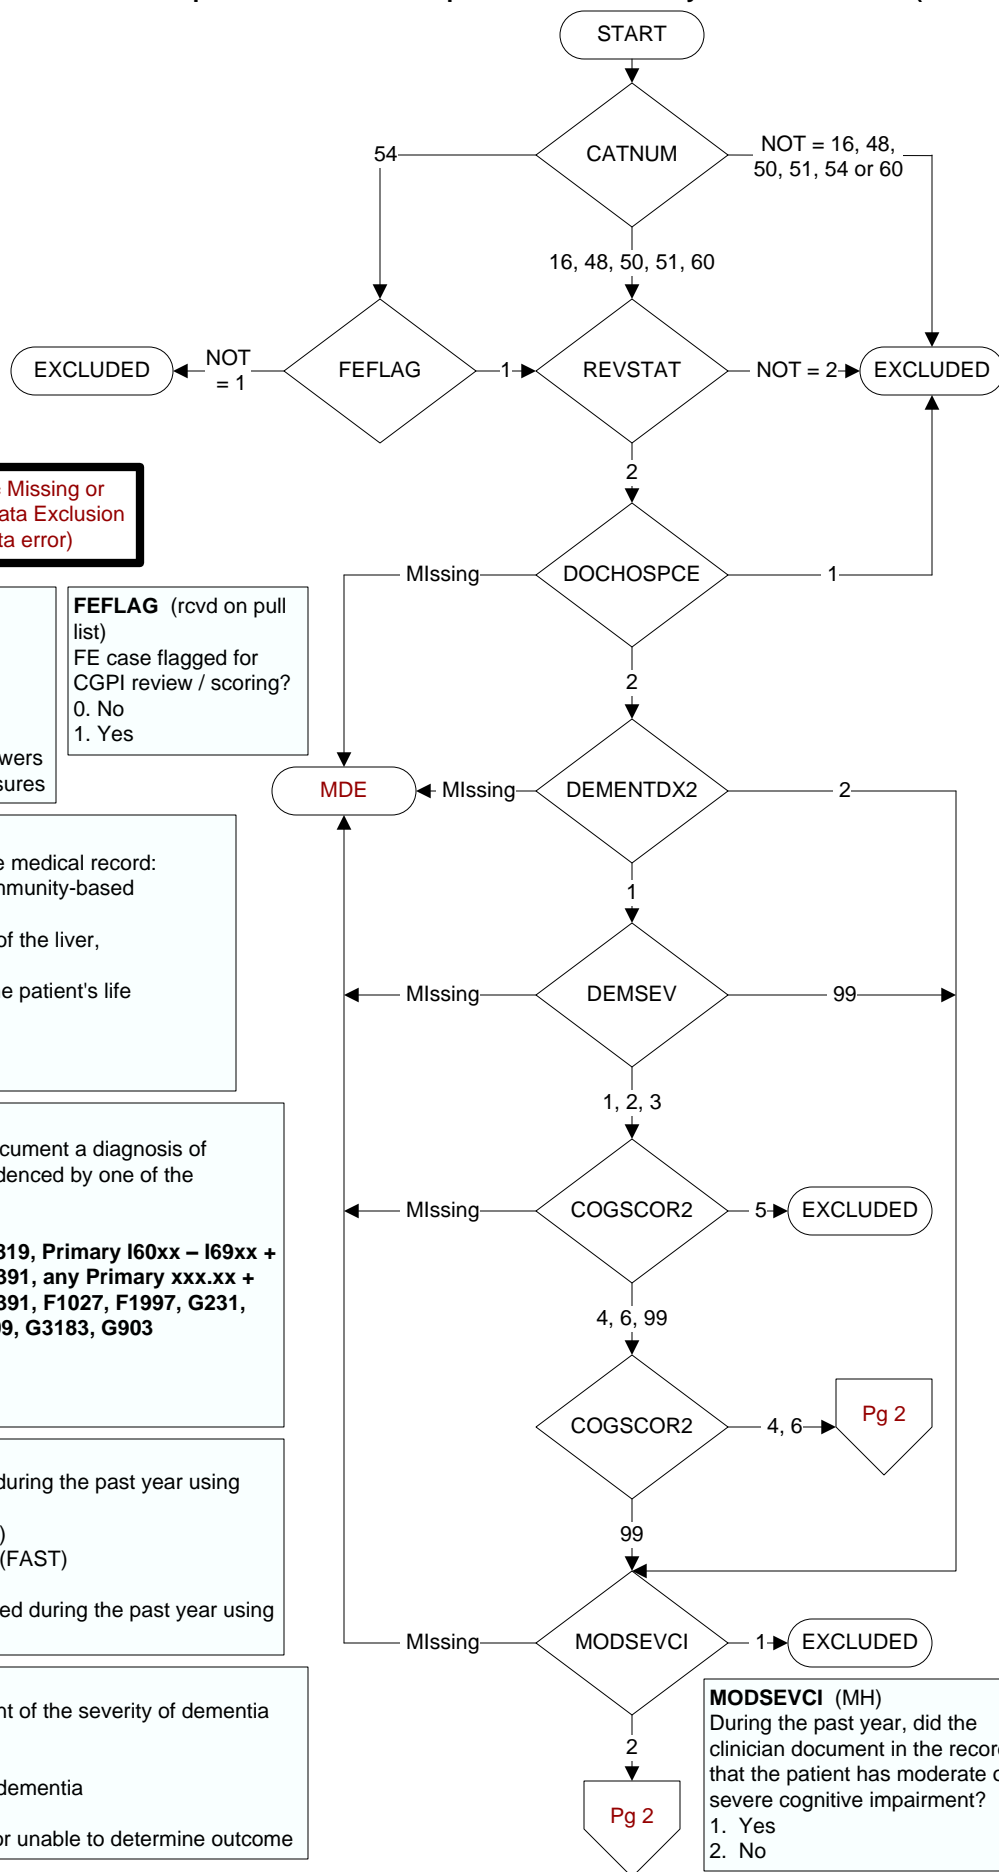 START
CATNUM
54
NOT = 16, 48,
50, 51, 54 or 60
16, 48, 50, 51, 60
EXCLUDED
NOT
= 1
FEFLAG
1
REVSTAT
NOT = 2
EXCLUDED
2
Missing or
ata Exclusion
ta error)
MIssing
DOCHOSPCE
1
FEFLAG (rcvd on pull
list)
FE case flagged for
CGPI review / scoring?
0. No
1. Yes
2
wers
sures
MDE
MIssing
DEMENTDX2
2
e medical record:
mmunity-based
of the liver,
e patient's life
1
MIssing
DEMSEV
99
1, 2, 3
ocument a diagnosis of
idenced by one of the
319, Primary I60xx – I69xx +
391, any Primary xxx.xx +
391, F1027, F1997, G231,
09, G3183, G903
MIssing
COGSCOR2
5
EXCLUDED
4, 6, 99
COGSCOR2
4, 6
Pg 2
during the past year using
)
(FAST)
ed during the past year using
99
MIssing
MODSEVCI
1
EXCLUDED
nt of the severity of dementia
dementia
or unable to determine outcome
2
Pg 2
MODSEVCI (MH)
During the past year, did the
clinician document in the recor
that the patient has moderate o
severe cognitive impairment?
1. Yes
2. No